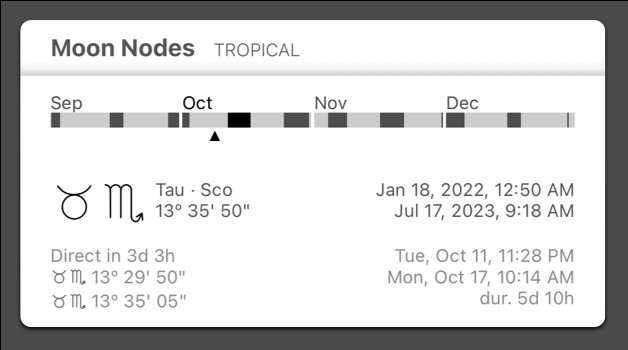 Moon Nodes TROPICAL
Sep Oct Nov Dec
♉ ♏ Tau · Sco Jan 18, 2022, 12:50 AM
13° 35' 50" Jul 17, 2023, 9:18 AM
Direct in 3d 3h Tue, Oct 11, 11:28 PM
♉ ♏ 13° 29' 50" Mon, Oct 17, 10:14 AM
♉ ♏ 13° 35' 05" dur. 5d 10h